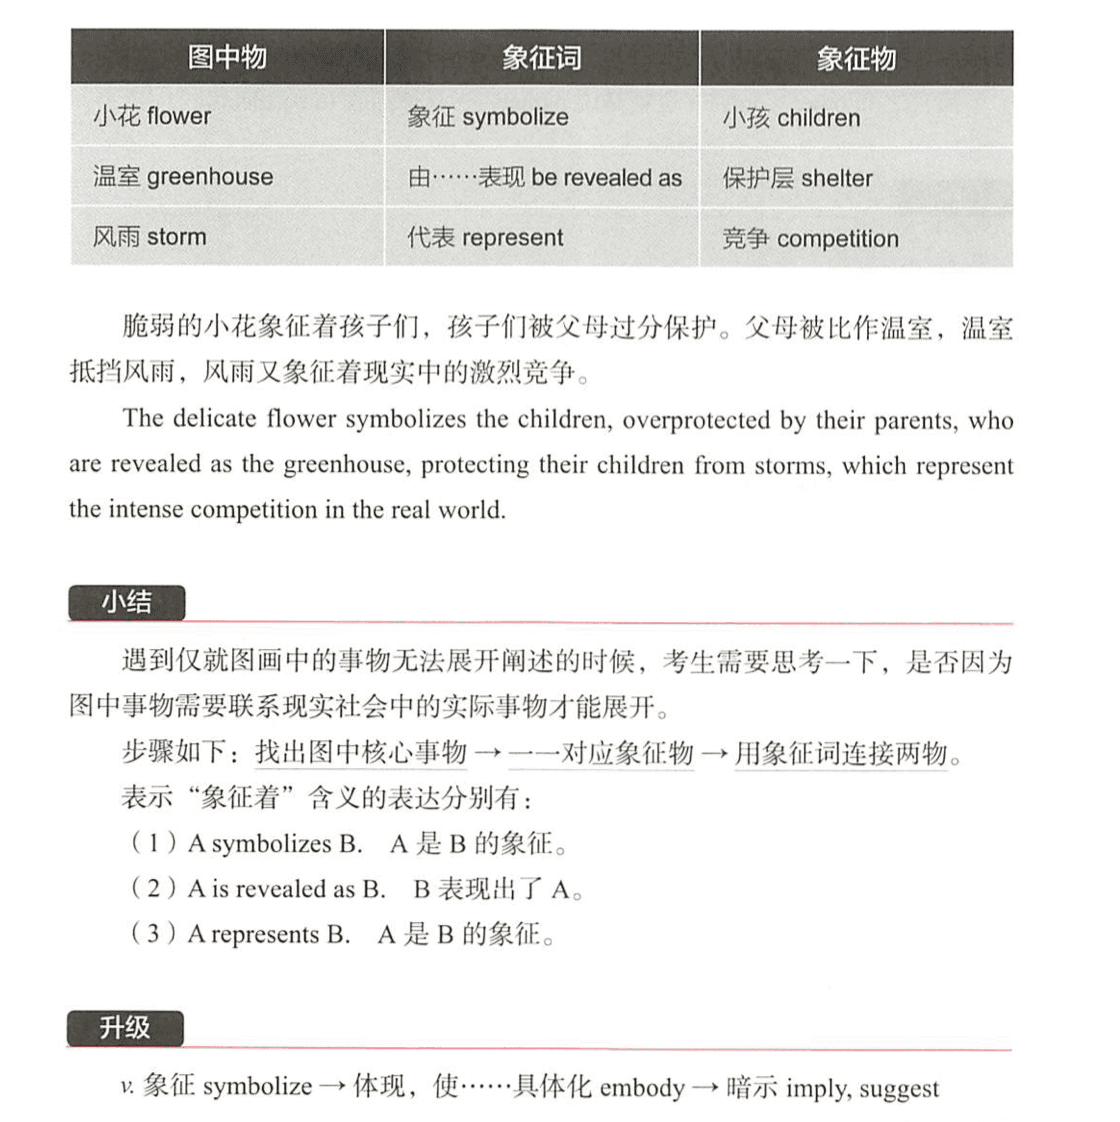 图中物 象征词 象征物
小花 flower 象征 symbolize 小孩 children
温室 greenhouse 由……表现 be revealed as 保护层 shelter
风雨 storm 代表 represent 竞争 competition
脆弱的小花象征着孩子们，孩子们被父母过分保护。父母被比作温室，温室
抵挡风雨，风雨又象征着现实中的激烈竞争。
The delicate flower symbolizes the children, overprotected by their parents, who
are revealed as the greenhouse, protecting their children from storms, which represent
the intense competition in the real world.
小结
遇到仅就图画中的事物无法展开阐述的时候，考生需要思考一下，是否因为
图中事物需要联系现实社会中的实际事物才能展开。
步骤如下：找出图中核心事物→一一对应象征物→用象征词连接两物。
表示“象征着”含义的表达分别有：
（1）A symbolizes B. A 是 B 的象征。
（2）A is revealed as B. B 表现出了 A。
（3）A represents B. A 是 B 的象征。
升级
v. 象征 symbolize → 体现，使……具体化 embody → 暗示 imply, suggest